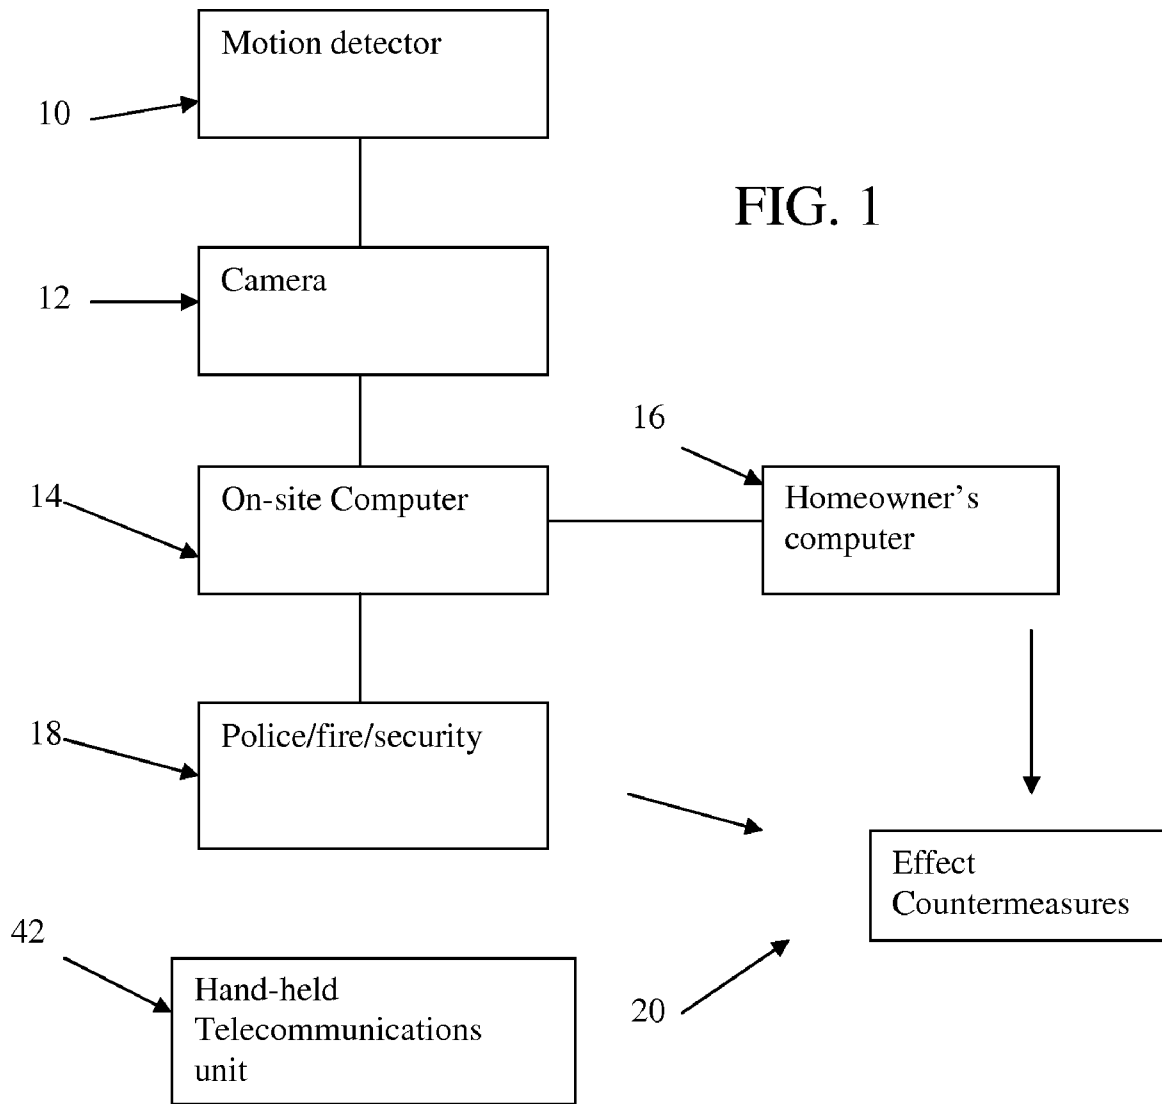 Motion detector
10
FIG. 1
Camera
12
16
14
On-site Computer
Homeowner’s
computer
18
Police/fire/security
Effect
Countermeasures
42
Hand-held
Telecommunications
unit
20